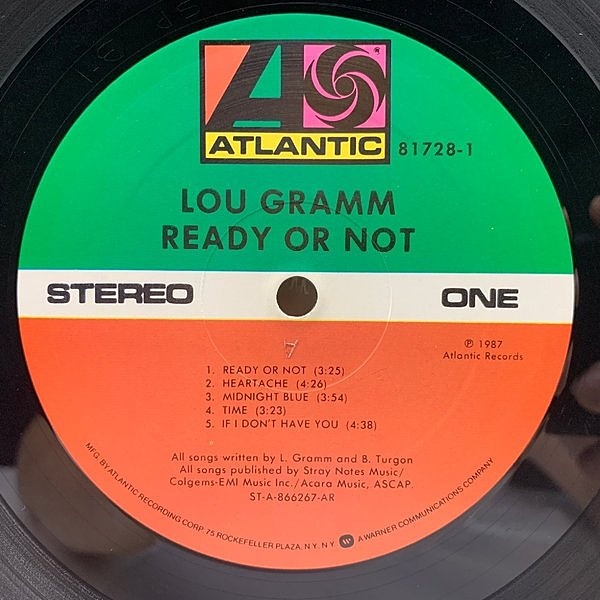 ATLANTIC
®
81728-1
LOU GRAMM
READY OR NOT
STEREO ONE
℗ 1987
Atlantic Records
1. READY OR NOT (3:25)
2. HEARTACHE (4:26)
3. MIDNIGHT BLUE (3:54)
4. TIME (3:23)
5. IF I DON'T HAVE YOU (4:38)
All songs written by L. Gramm and B. Turgon
All songs published by Stray Notes Music/
Colgems-EMI Music Inc./Acara Music, ASCAP.
ST-A-866267-AR
MFG. BY ATLANTIC RECORDING CORP. 75 ROCKEFELLER PLAZA, N.Y. N.Y. A WARNER COMMUNICATIONS COMPANY